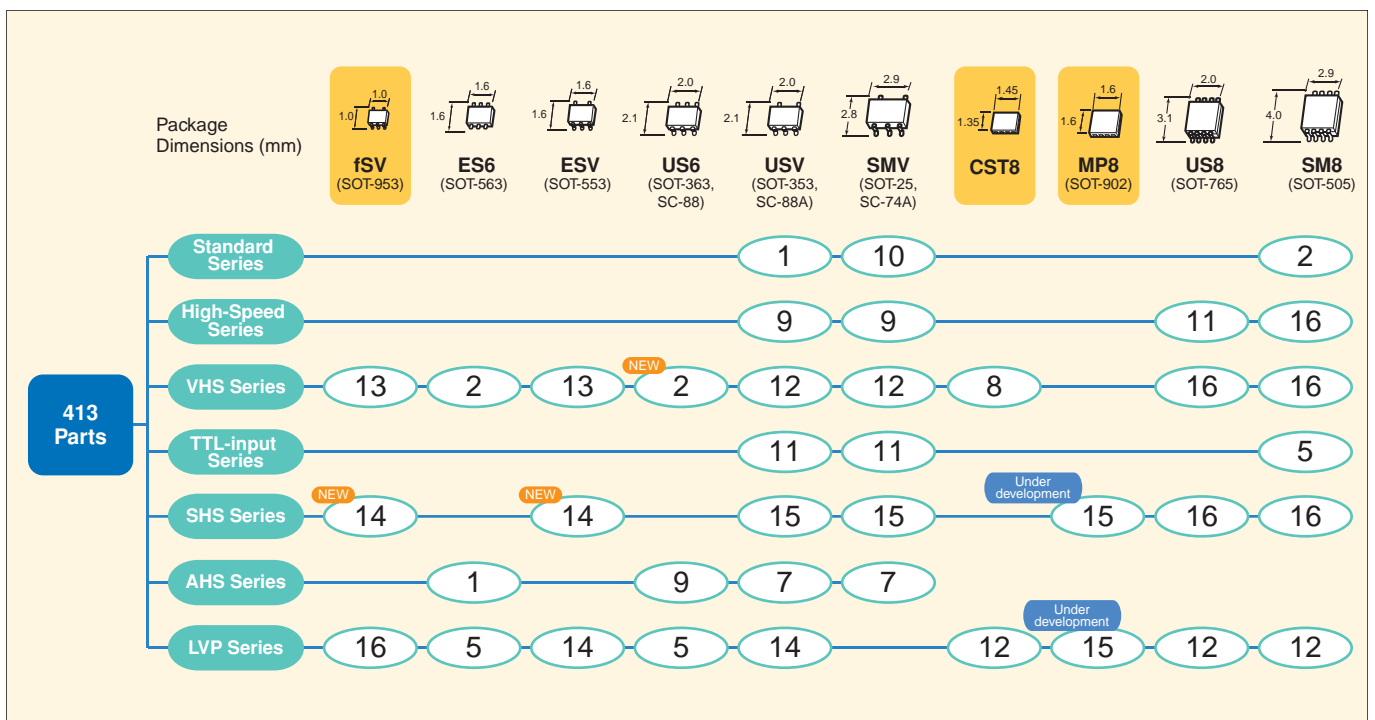 Package
Dimensions (mm)
1.0
1.0
fSV
(SOT-953)
1.6
1.6
ES6
(SOT-563)
1.6
1.6
ESV
(SOT-553)
2.0
2.1
US6
(SOT-363,
SC-88)
2.0
2.1
USV
(SOT-353,
SC-88A)
2.9
2.8
SMV
(SOT-25,
SC-74A)
1.45
1.35
CST8
1.6
1.6
MP8
(SOT-902)
2.0
3.1
US8
(SOT-765)
2.9
4.0
SM8
(SOT-505)
413
Parts
Standard
Series
1 10 2
High-Speed
Series
9 9 11 16
NEW
VHS Series 13 2 13 2 12 12 8 16 16
TTL-input
Series
11 11 5
NEW NEW
Under
development
SHS Series 14 14 15 15 15 16 16
AHS Series 1 9 7 7
Under
development
LVP Series 16 5 14 5 14 12 15 12 12